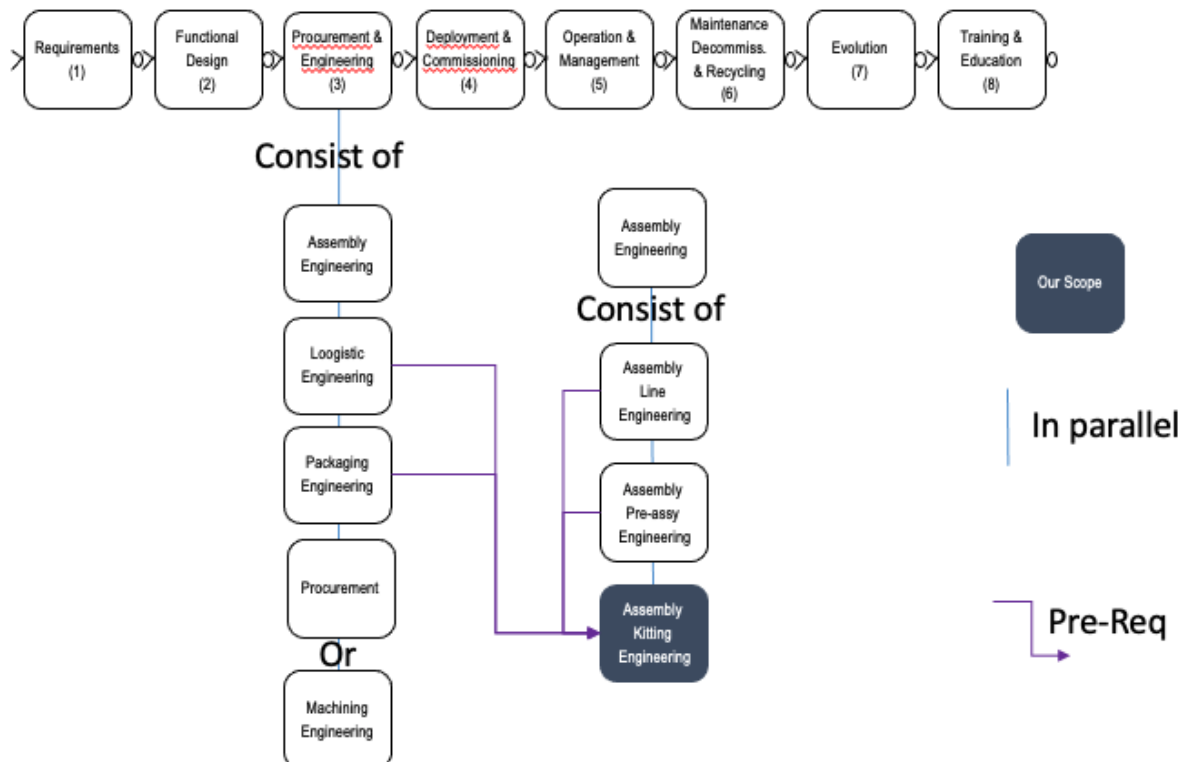 Requirements
(1)
Functional
Design
(2)
Procurement &
Engineering
(3)
Deployment &
Commissioning
(4)
Operation &
Management
(5)
Maintenance
Decommiss.
& Recycling
(6)
Evolution
(7)
Training &
Education
(8)
Consist of
Assembly
Engineering
Loogistic
Engineering
Packaging
Engineering
Procurement
Or
Machining
Engineering
Assembly
Engineering
Consist of
Assembly
Line
Engineering
Assembly
Pre-assy
Engineering
Assembly
Kitting
Engineering
Our Scope
In parallel
Pre-Req